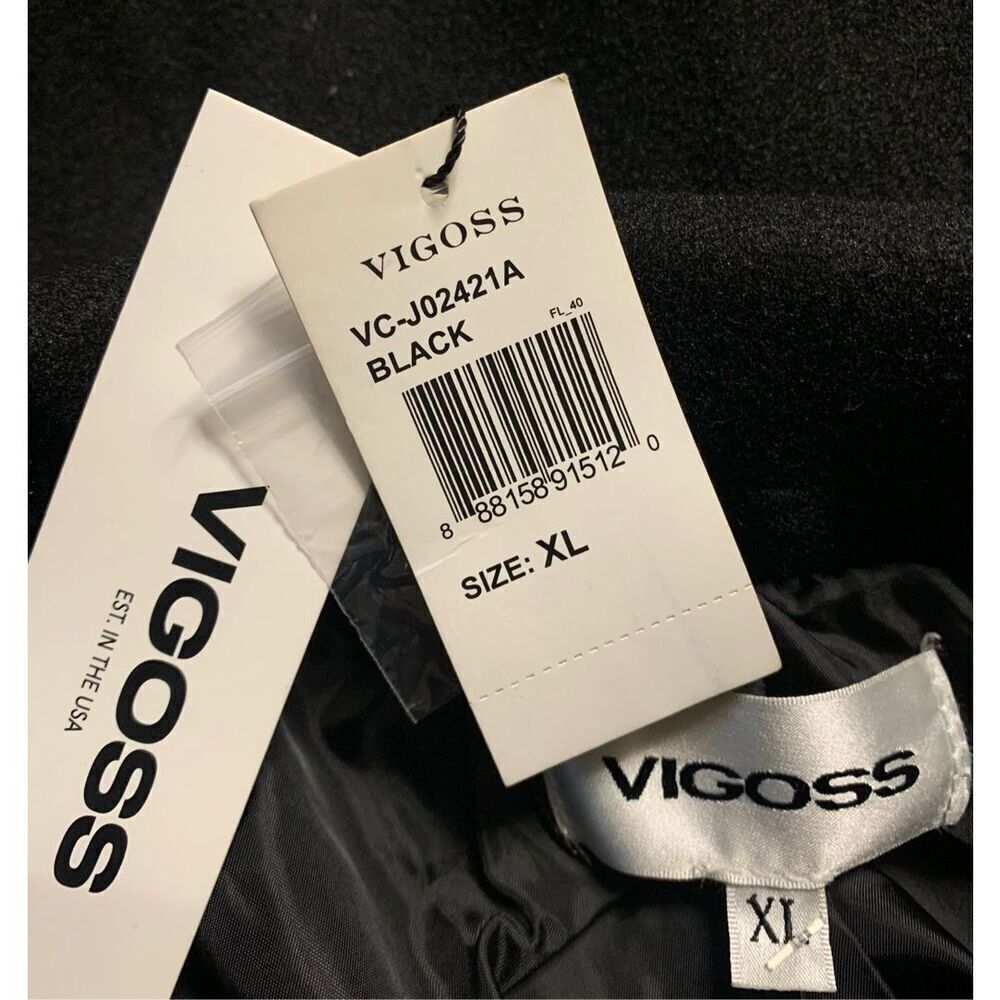 VIGOSS
VC-J02421A
BLACK
FL_40
8 88158 91512 0
SIZE: XL
VIGOSS
EST. IN THE USA
VIGOSS
XL